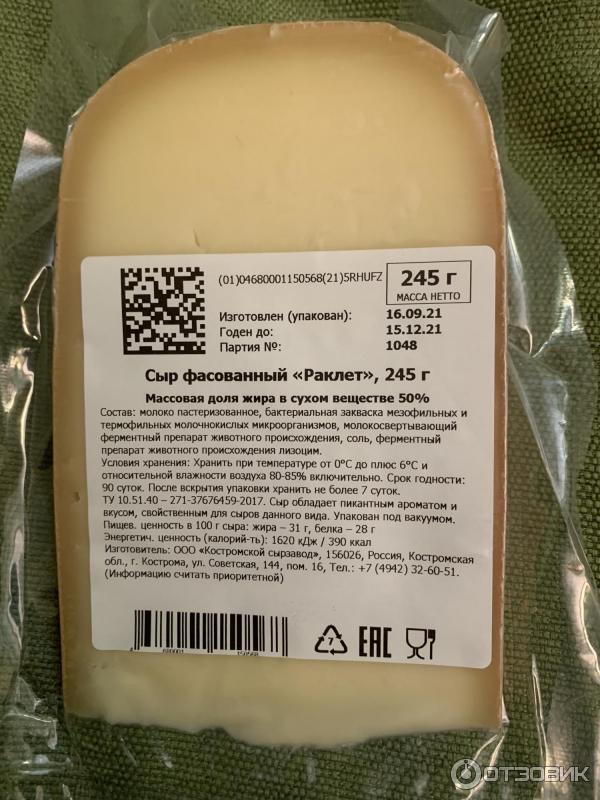 (01)04680001150568(21)5RHUFZ
245 г
МАССА НЕТТО
Изготовлен (упакован): 16.09.21
Годен до: 15.12.21
Партия №: 1048
Сыр фасованный «Раклет», 245 г
Массовая доля жира в сухом веществе 50%
Состав: молоко пастеризованное, бактериальная закваска мезофильных и
термофильных молочнокислых микроорганизмов, молокосвертывающий
ферментный препарат животного происхождения, соль, ферментный
препарат животного происхождения лизоцим.
Условия хранения: Хранить при температуре от 0°С до плюс 6°С и
относительной влажности воздуха 80-85% включительно. Срок годности:
90 суток. После вскрытия упаковки хранить не более 7 суток.
ТУ 10.51.40 – 271-37676459-2017. Сыр обладает пикантным ароматом и
вкусом, свойственным для сыров данного вида. Упакован под вакуумом.
Пищев. ценность в 100 г сыра: жира – 31 г, белка – 28 г
Энергетич. ценность (калорий-ть): 1620 кДж / 390 ккал
Изготовитель: ООО «Костромской сырзавод», 156026, Россия, Костромская
обл., г. Кострома, ул. Советская, 144, пом. 16, Тел.: +7 (4942) 32-60-51.
(Информацию считать приоритетной)
7
EAC
ОТЗОВИК